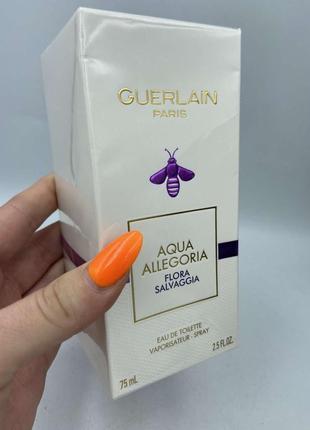 GUERLAIN
PARIS
AQUA
ALLEGORIA
FLORA
SALVAGGIA
EAU DE TOILETTE
VAPORISATEUR - SPRAY
75 mL 2.5 FL.OZ.